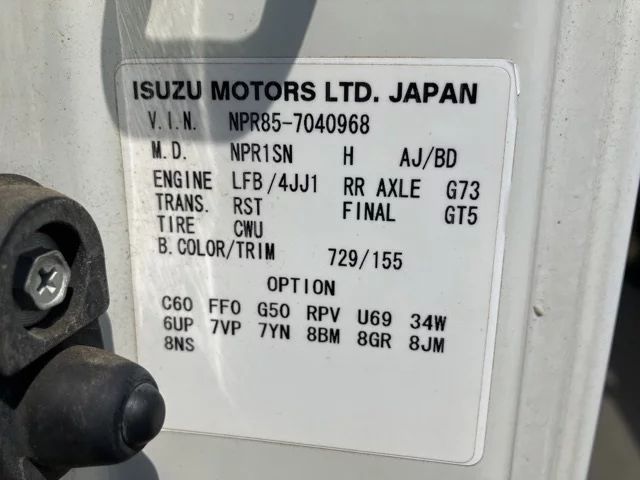 ISUZU MOTORS LTD. JAPAN
V.I.N. NPR85-7040968
M.D. NPR1SN H AJ/BD
ENGINE LFB/4JJ1 RR AXLE G73
TRANS. RST FINAL GT5
TIRE CWU
B.COLOR/TRIM 729/155
OPTION
C60 FF0 G50 RPV U69 34W
6UP 7VP 7YN 8BM 8GR 8JM
8NS